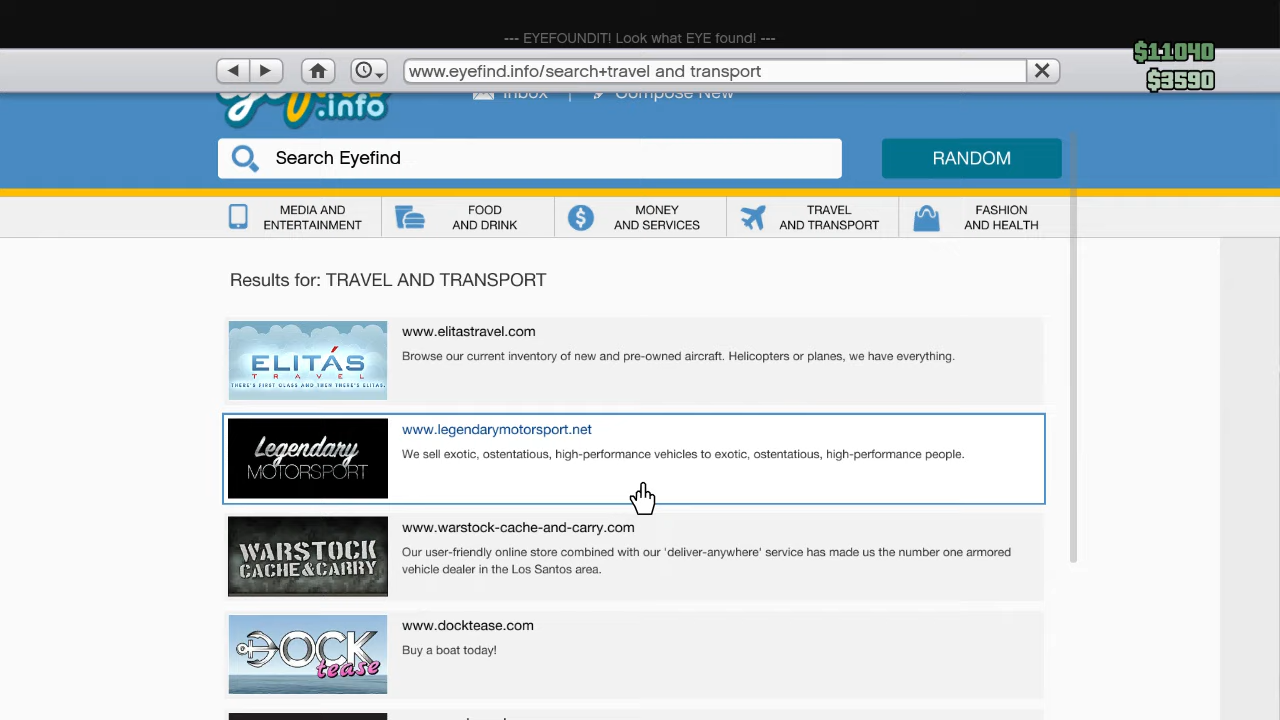 --- EYEFOUNDIT! Look what EYE found! ---
$11040
www.eyefind.info/search+travel and transport
$3590
.info
Inbox | Compose New
Search Eyefind
RANDOM
MEDIA AND
ENTERTAINMENT
FOOD
AND DRINK
MONEY
AND SERVICES
TRAVEL
AND TRANSPORT
FASHION
AND HEALTH
Results for: TRAVEL AND TRANSPORT
ELITÁS
TRAVEL
THERE'S FIRST CLASS AND THEN THERE'S ELITAS.
www.elitastravel.com
Browse our current inventory of new and pre-owned aircraft. Helicopters or planes, we have everything.
Legendary
MOTORSPORT
www.legendarymotorsport.net
We sell exotic, ostentatious, high-performance vehicles to exotic, ostentatious, high-performance people.
WARSTOCK
CACHE&CARRY
www.warstock-cache-and-carry.com
Our user-friendly online store combined with our 'deliver-anywhere' service has made us the number one armored
vehicle dealer in the Los Santos area.
DOCK
tease
www.docktease.com
Buy a boat today!